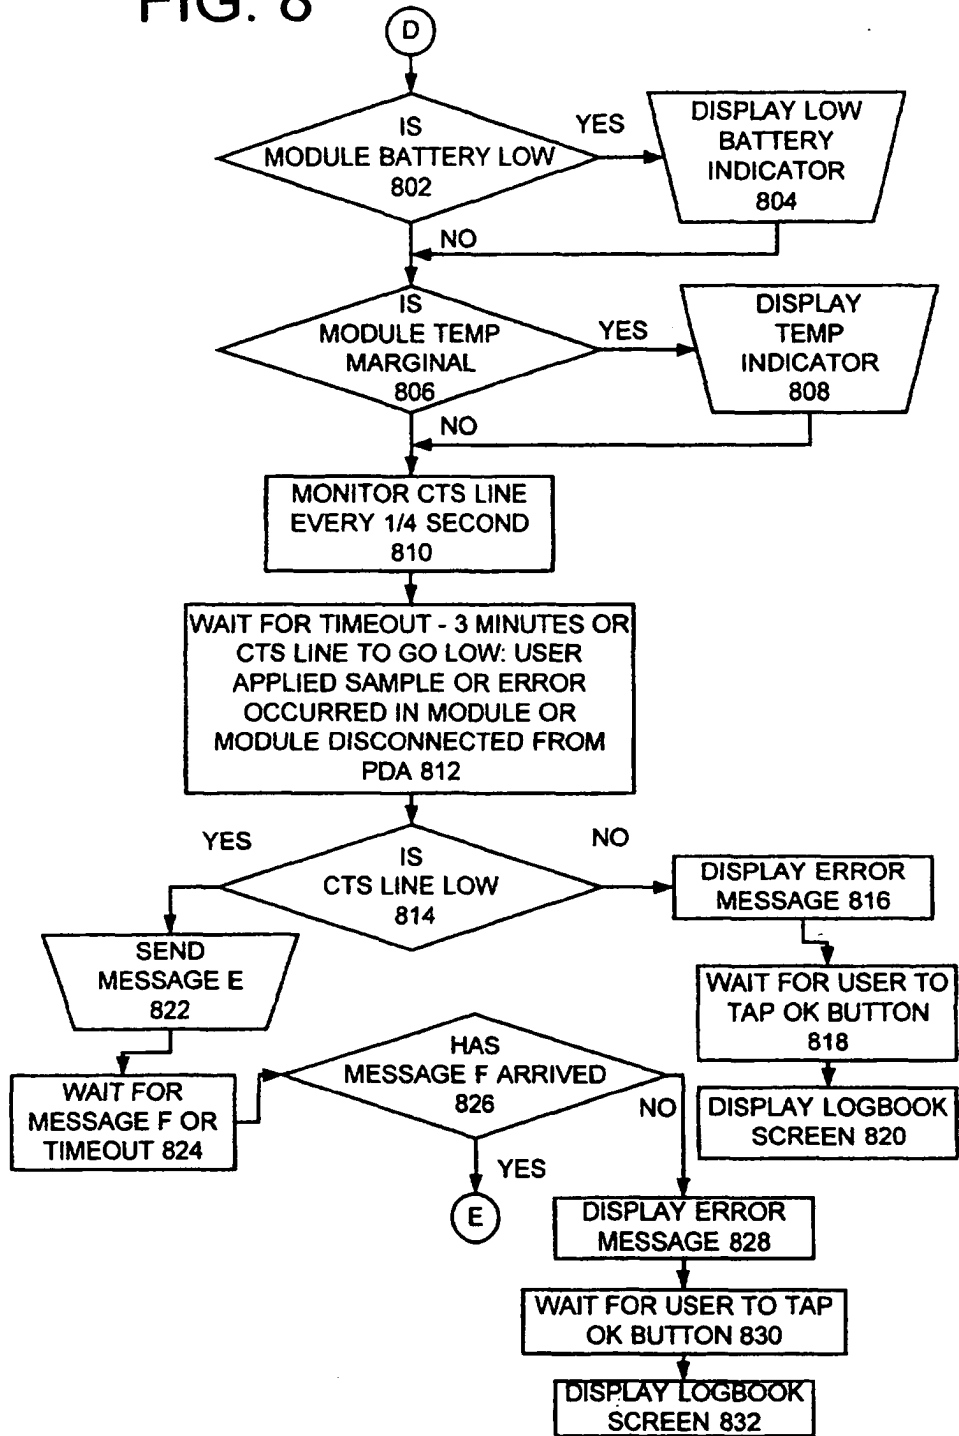 FIG. 8
D
IS
MODULE BATTERY LOW
802
YES
DISPLAY LOW
BATTERY
INDICATOR
804
NO
IS
MODULE TEMP
MARGINAL
806
YES
DISPLAY
TEMP
INDICATOR
808
NO
MONITOR CTS LINE
EVERY 1/4 SECOND
810
WAIT FOR TIMEOUT - 3 MINUTES OR
CTS LINE TO GO LOW: USER
APPLIED SAMPLE OR ERROR
OCCURRED IN MODULE OR
MODULE DISCONNECTED FROM
PDA 812
YES
IS
CTS LINE LOW
814
NO
DISPLAY ERROR
MESSAGE 816
WAIT FOR USER TO
TAP OK BUTTON
818
DISPLAY LOGBOOK
SCREEN 820
SEND
MESSAGE E
822
WAIT FOR
MESSAGE F OR
TIMEOUT 824
HAS
MESSAGE F ARRIVED
826
NO
YES
E
DISPLAY ERROR
MESSAGE 828
WAIT FOR USER TO TAP
OK BUTTON 830
DISPLAY LOGBOOK
SCREEN 832